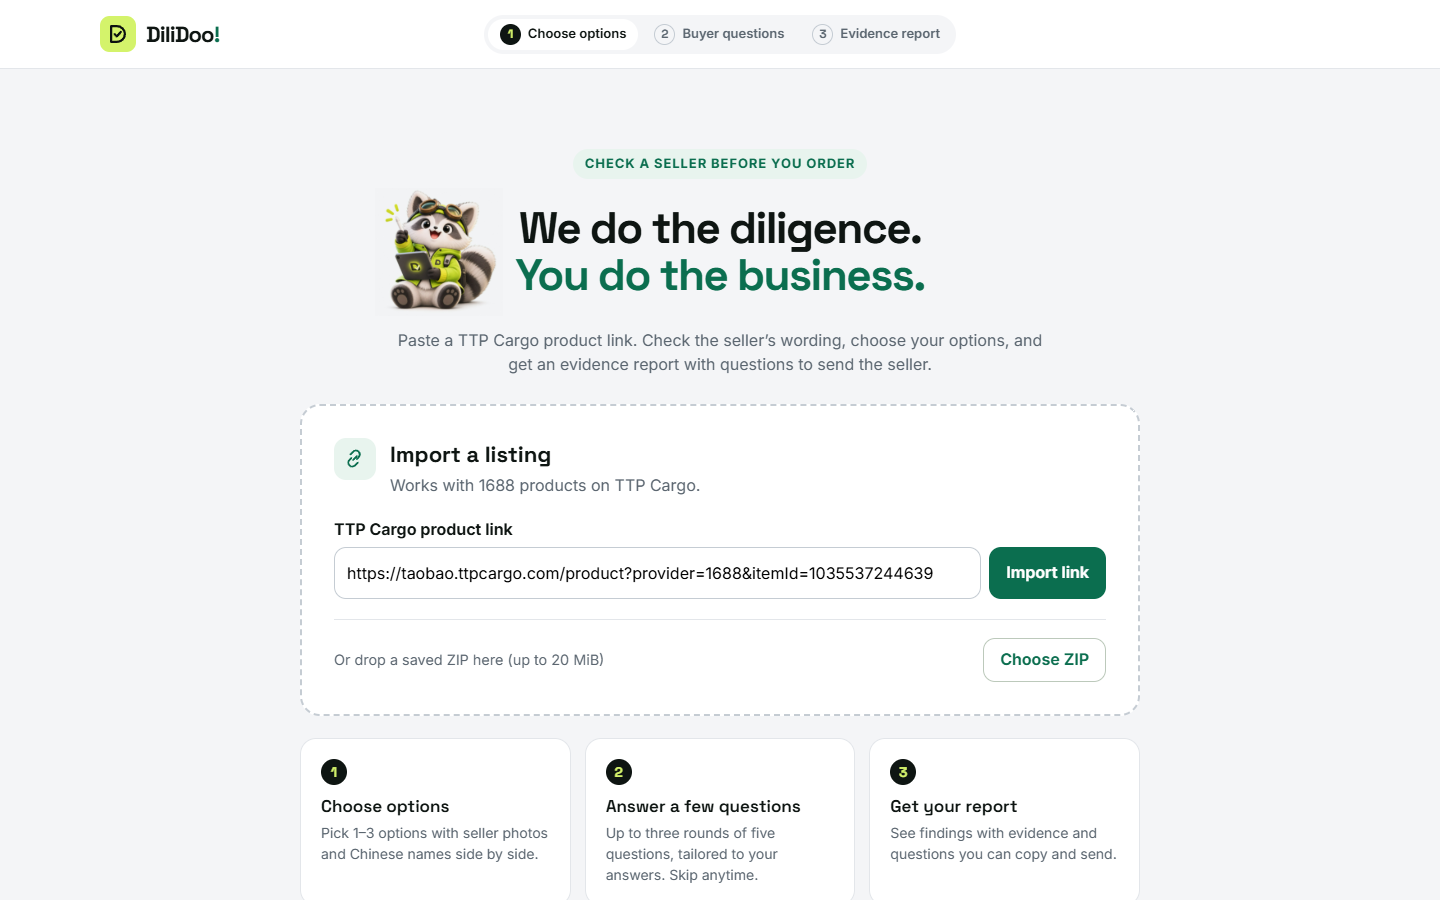 DiliDoo!
1 Choose options
2 Buyer questions
3 Evidence report
CHECK A SELLER BEFORE YOU ORDER
We do the diligence.
You do the business.
Paste a TTP Cargo product link. Check the seller’s wording, choose your options, and
get an evidence report with questions to send the seller.
Import a listing
Works with 1688 products on TTP Cargo.
TTP Cargo product link
https://taobao.ttpcargo.com/product?provider=1688&itemId=1035537244639
Import link
Or drop a saved ZIP here (up to 20 MiB)
Choose ZIP
1
Choose options
Pick 1–3 options with seller photos
and Chinese names side by side.
2
Answer a few questions
Up to three rounds of five
questions, tailored to your
answers. Skip anytime.
3
Get your report
See findings with evidence and
questions you can copy and send.